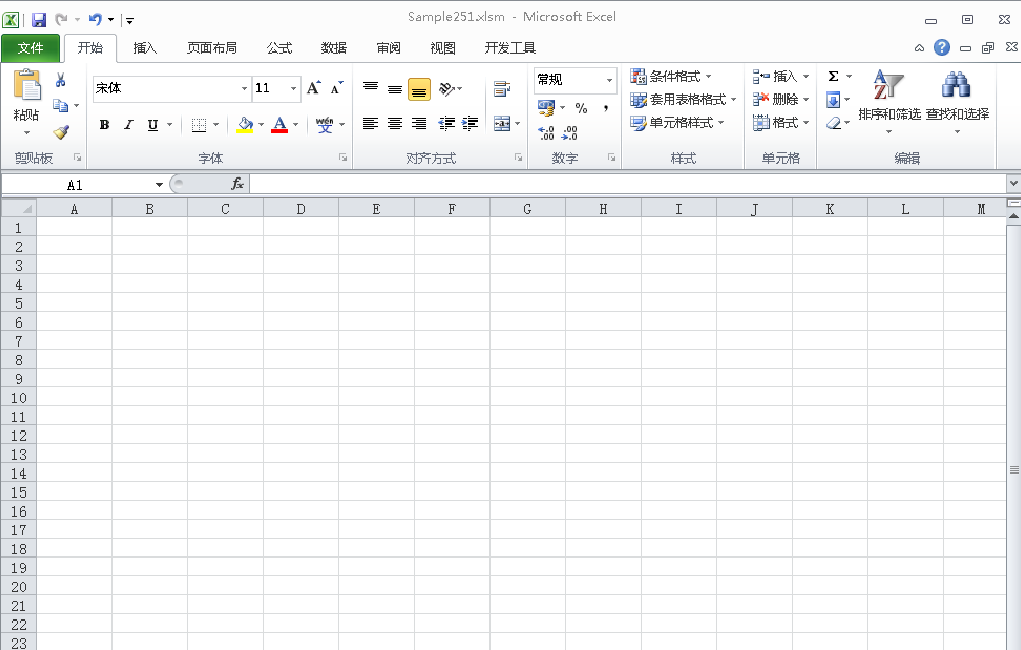 Sample251.xlsm - Microsoft Excel
文件 开始 插入 页面布局 公式 数据 审阅 视图 开发工具
宋体 11 常规 条件格式 插入 Σ
粘贴 套用表格格式 删除 排序和筛选 查找和选择
B I U A wén 文 % , 单元格样式 格式
剪贴板 字体 对齐方式 数字 样式 单元格 编辑
A1 fx
A B C D E F G H I J K L M
1
2
3
4
5
6
7
8
9
10
11
12
13
14
15
16
17
18
19
20
21
22
23